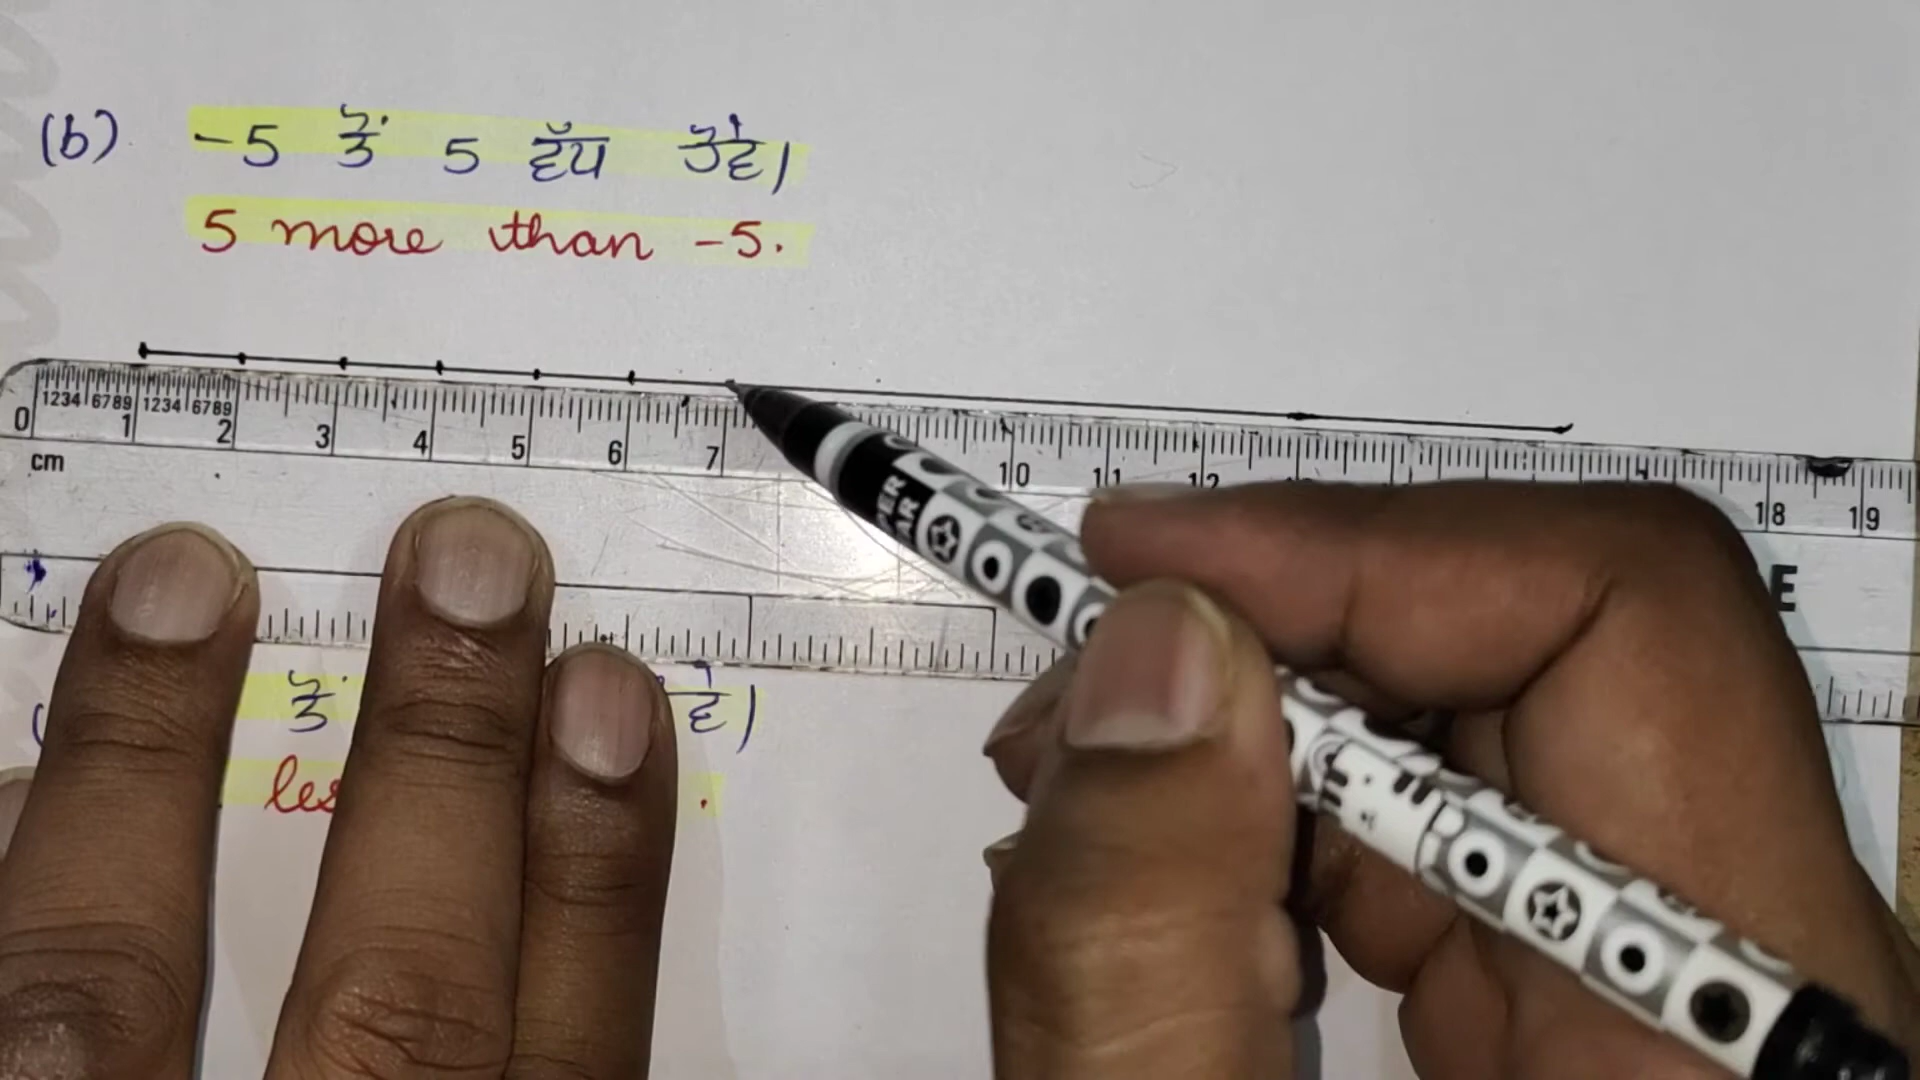 (b) -5 ਤੋਂ 5 ਵੱਧ ਹੋਵੇ।
5 more than -5.
1234 6789 1234 6789
0 1 2 3 4 5 6 7 10 11 12 18 19
cm
E
ਤੋਂ ਵੇ।
les .